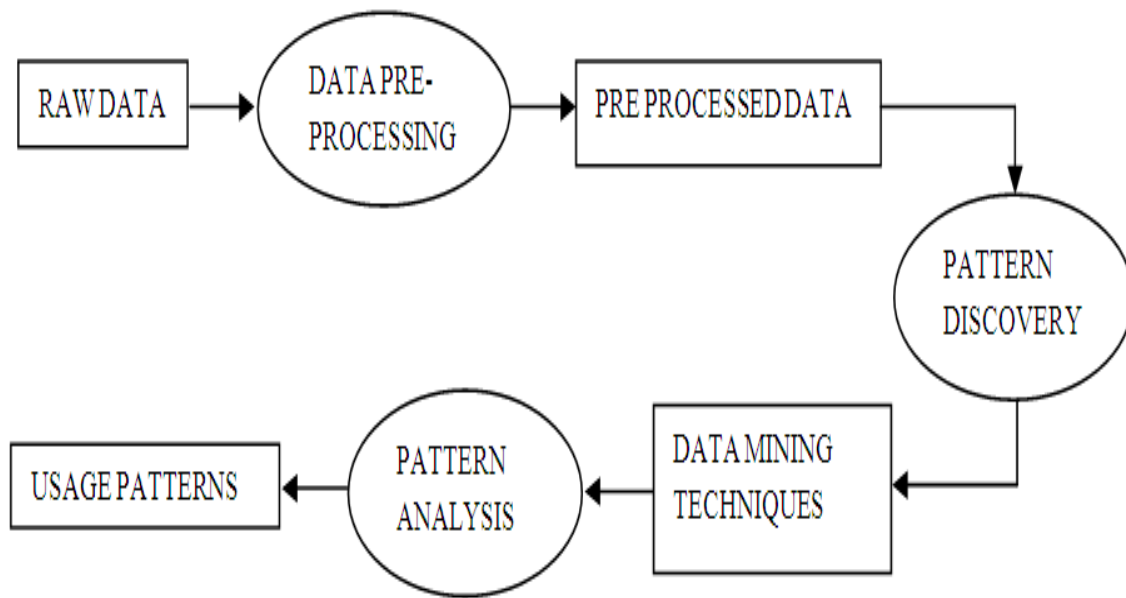 RAW DATA
DATA PRE-
PROCESSING
PRE PROCESSED DATA
PATTERN
DISCOVERY
DATA MINING
TECHNIQUES
PATTERN
ANALYSIS
USAGE PATTERNS